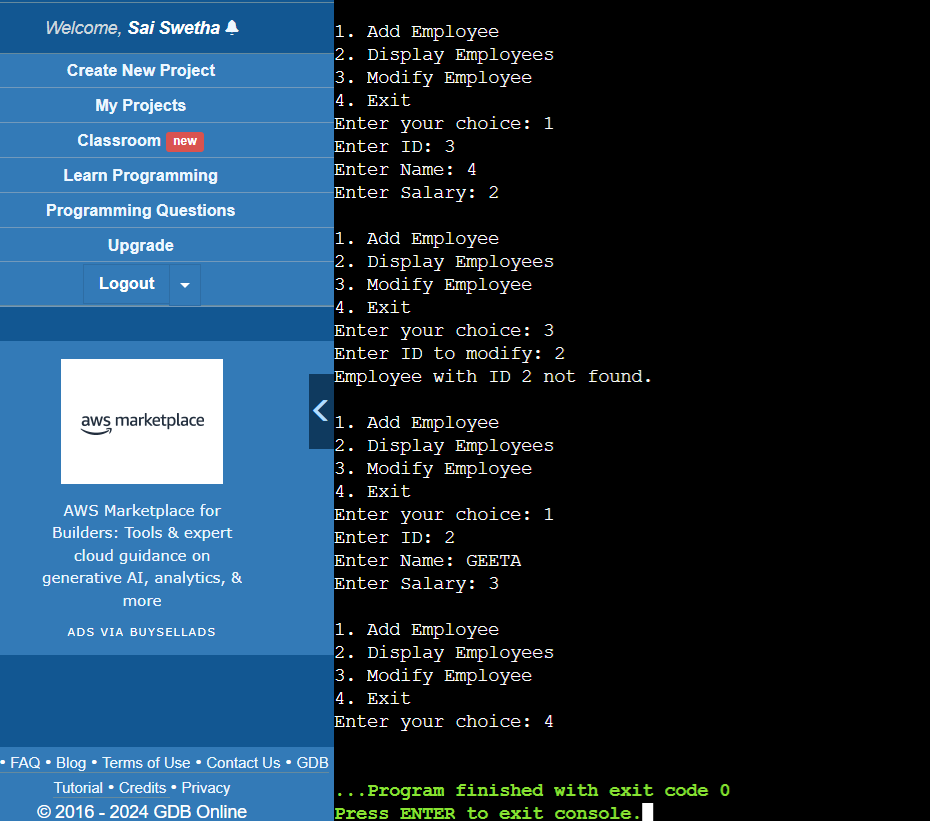 Welcome, Sai Swetha
Create New Project
My Projects
Classroom new
Learn Programming
Programming Questions
Upgrade
Logout
aws marketplace
AWS Marketplace for
Builders: Tools & expert
cloud guidance on
generative AI, analytics, &
more
ADS VIA BUYSELLADS
• FAQ • Blog • Terms of Use • Contact Us • GDB
Tutorial • Credits • Privacy
© 2016 - 2024 GDB Online
1. Add Employee
2. Display Employees
3. Modify Employee
4. Exit
Enter your choice: 1
Enter ID: 3
Enter Name: 4
Enter Salary: 2
1. Add Employee
2. Display Employees
3. Modify Employee
4. Exit
Enter your choice: 3
Enter ID to modify: 2
Employee with ID 2 not found.
1. Add Employee
2. Display Employees
3. Modify Employee
4. Exit
Enter your choice: 1
Enter ID: 2
Enter Name: GEETA
Enter Salary: 3
1. Add Employee
2. Display Employees
3. Modify Employee
4. Exit
Enter your choice: 4
...Program finished with exit code 0
Press ENTER to exit console.